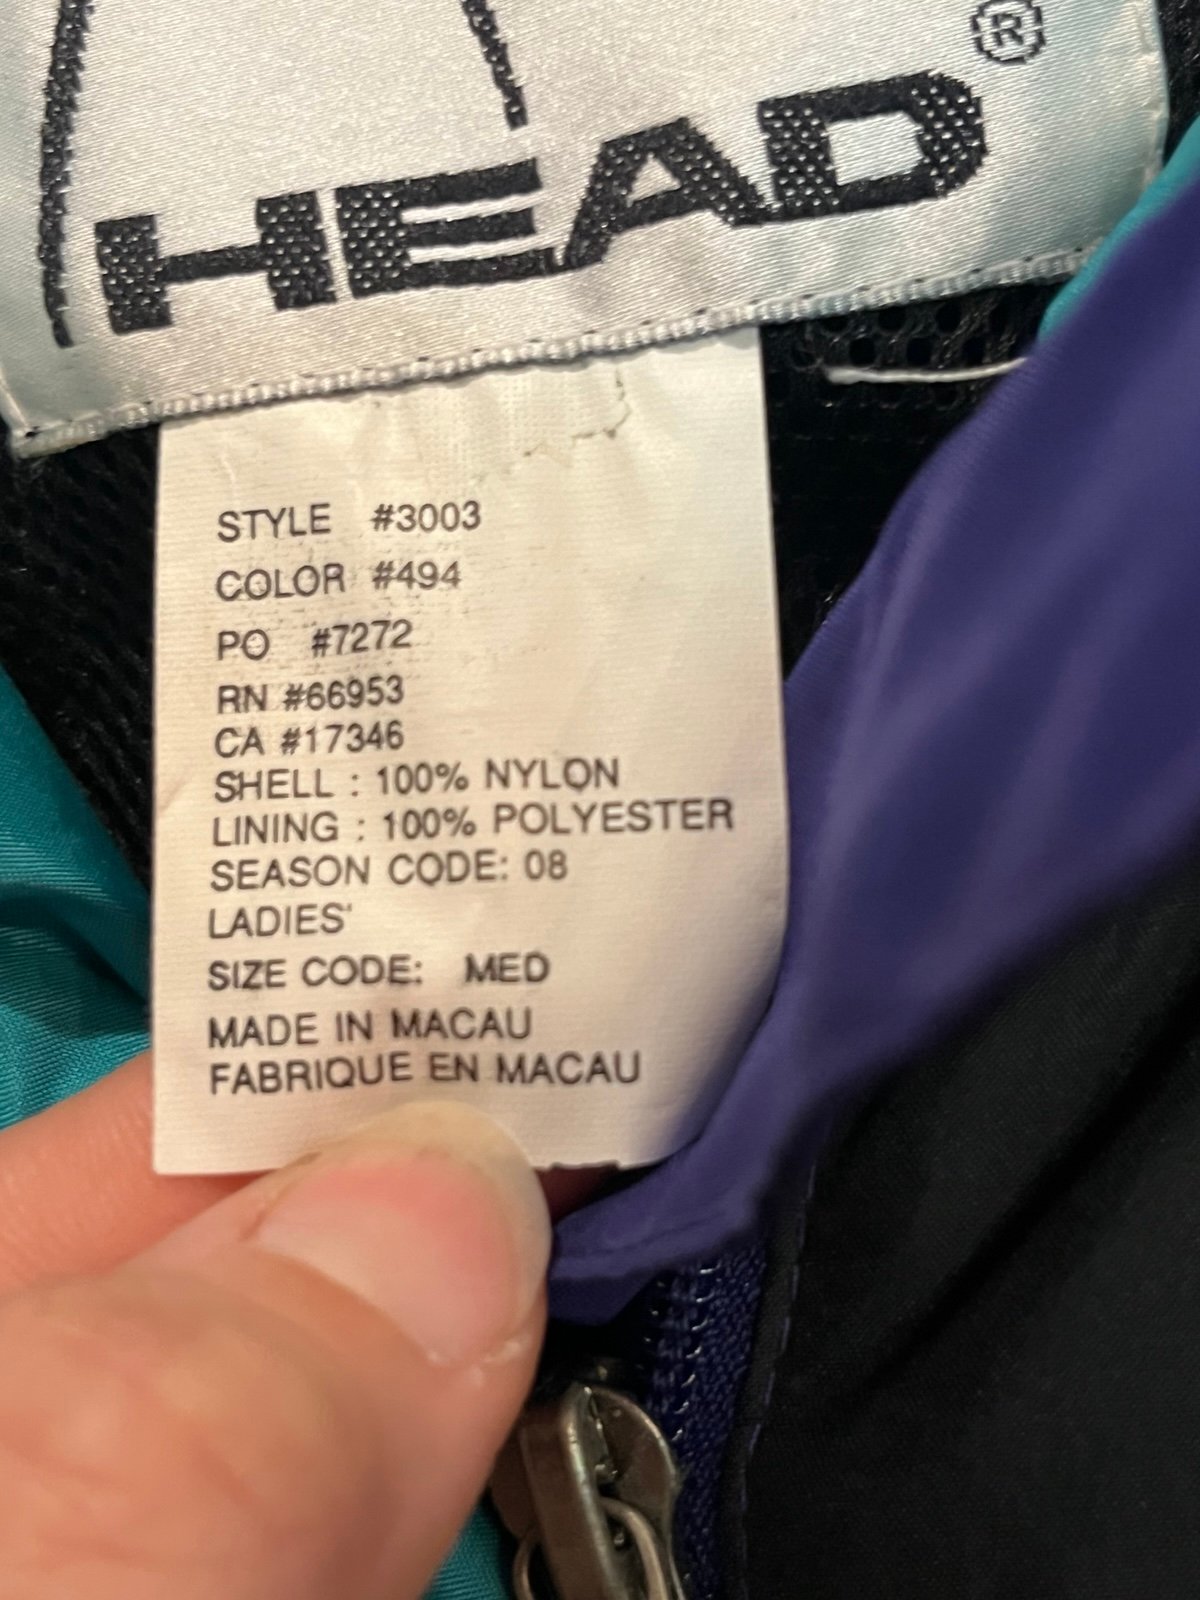 HEAD®
STYLE #3003
COLOR #494
PO #7272
RN #66953
CA #17346
SHELL : 100% NYLON
LINING : 100% POLYESTER
SEASON CODE: 08
LADIES'
SIZE CODE: MED
MADE IN MACAU
FABRIQUE EN MACAU